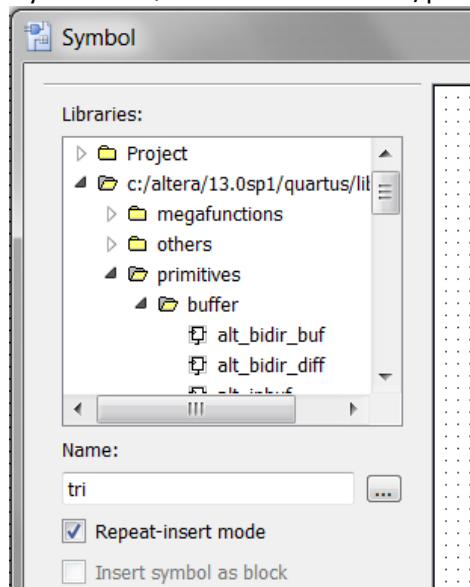 Symbol
Libraries:
Project
c:/altera/13.0sp1/quartus/lib
megafunctions
others
primitives
buffer
alt_bidir_buf
alt_bidir_diff
Name:
tri
...
Repeat-insert mode
Insert symbol as block